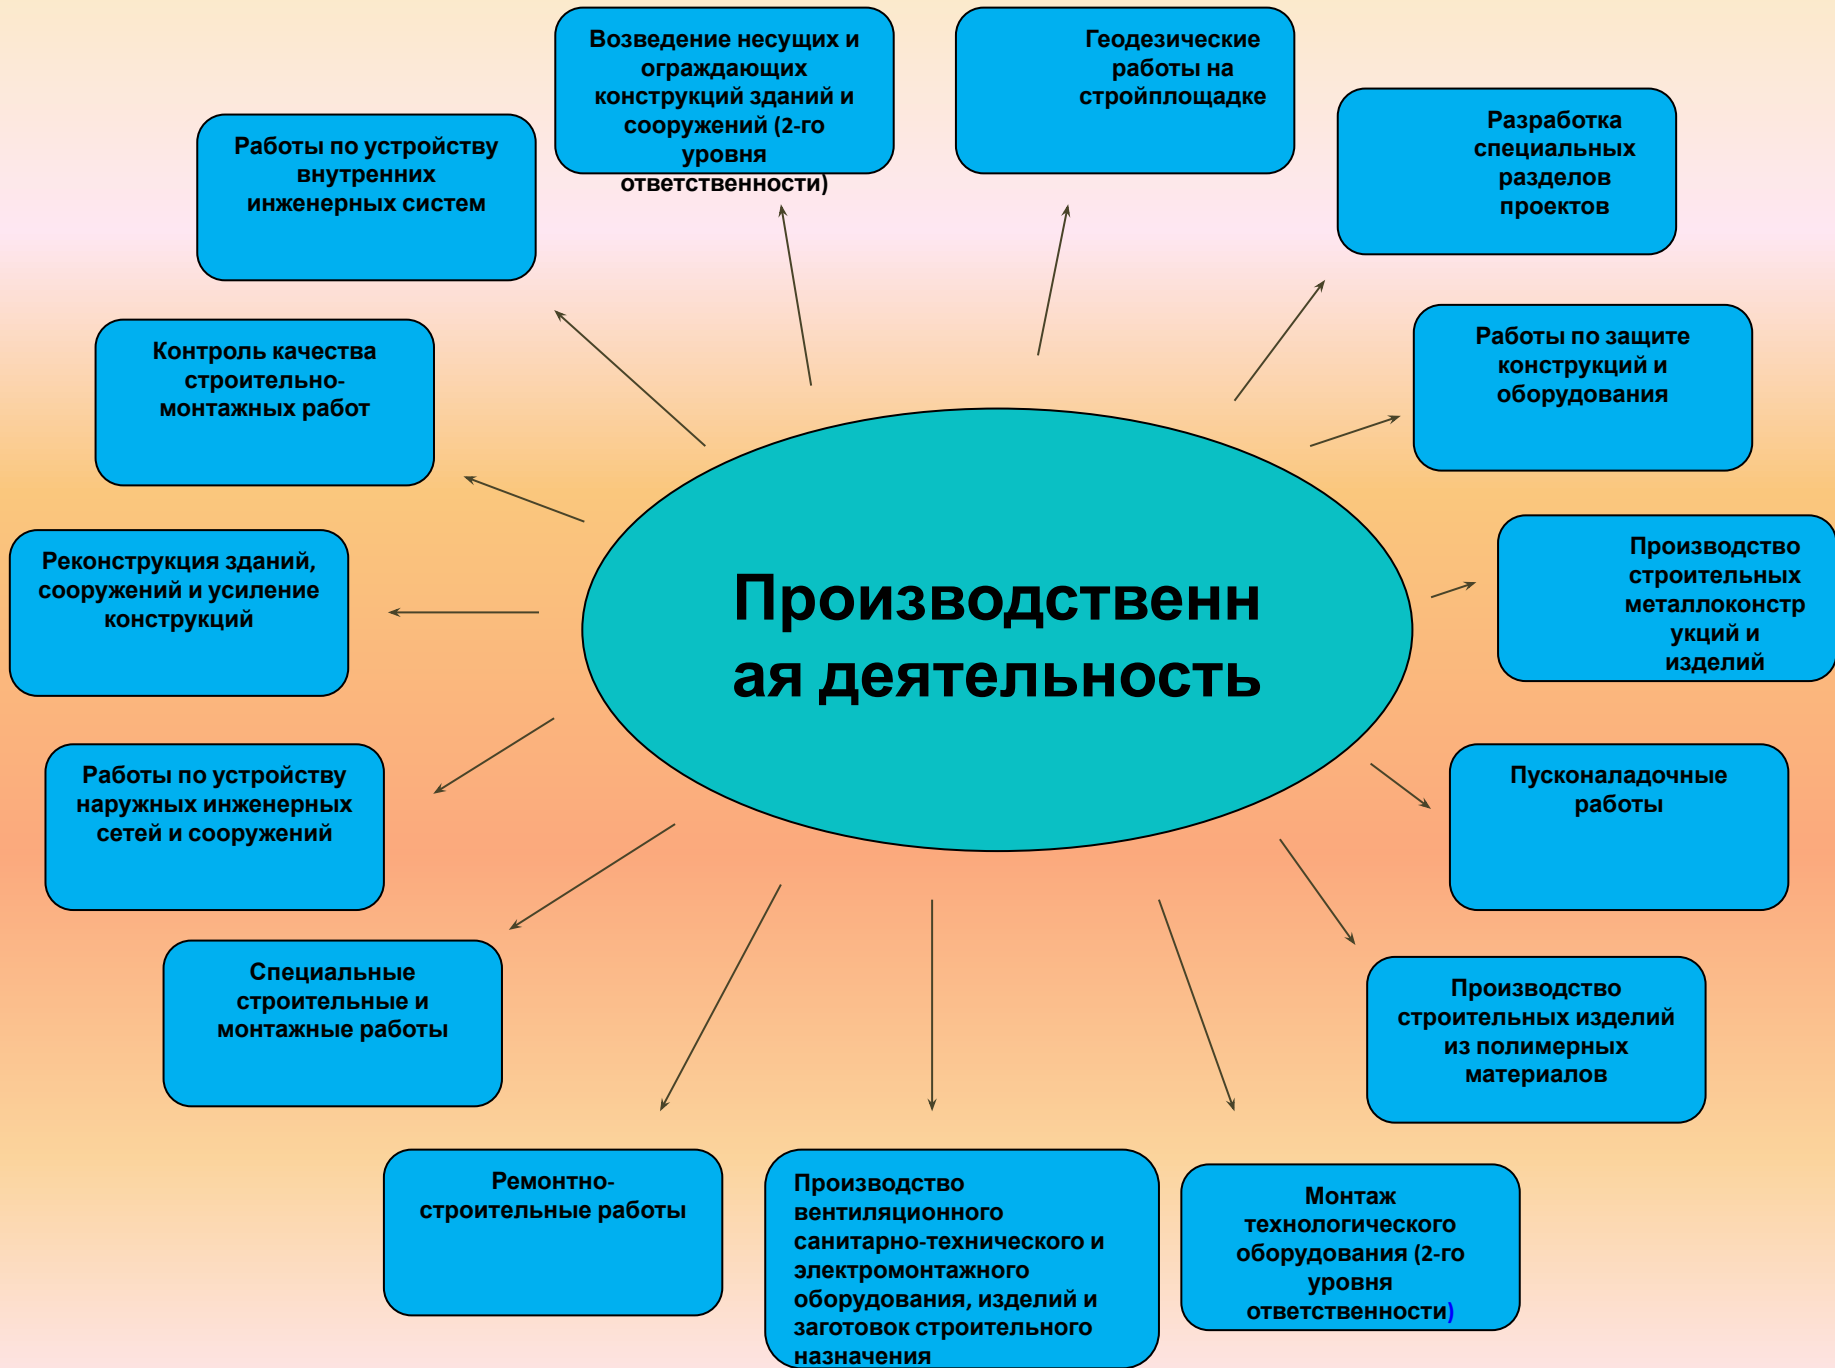 Возведение несущих и
ограждающих
конструкций зданий и
сооружений (2-го
уровня
ответственности)
Геодезические
работы на
стройплощадке
Разработка
специальных
разделов
проектов
Работы по устройству
внутренних
инженерных систем
Работы по защите
конструкций и
оборудования
Контроль качества
строительно-
монтажных работ
Производство
строительных
металлоконстр
укций и
изделий
Реконструкция зданий,
сооружений и усиление
конструкций
Производственн
ая деятельность
Работы по устройству
наружных инженерных
сетей и сооружений
Пусконаладочные
работы
Специальные
строительные и
монтажные работы
Производство
строительных изделий
из полимерных
материалов
Ремонтно-
строительные работы
Производство
вентиляционного
санитарно-технического и
электромонтажного
оборудования, изделий и
заготовок строительного
назначения
Монтаж
технологического
оборудования (2-го
уровня
ответственности)